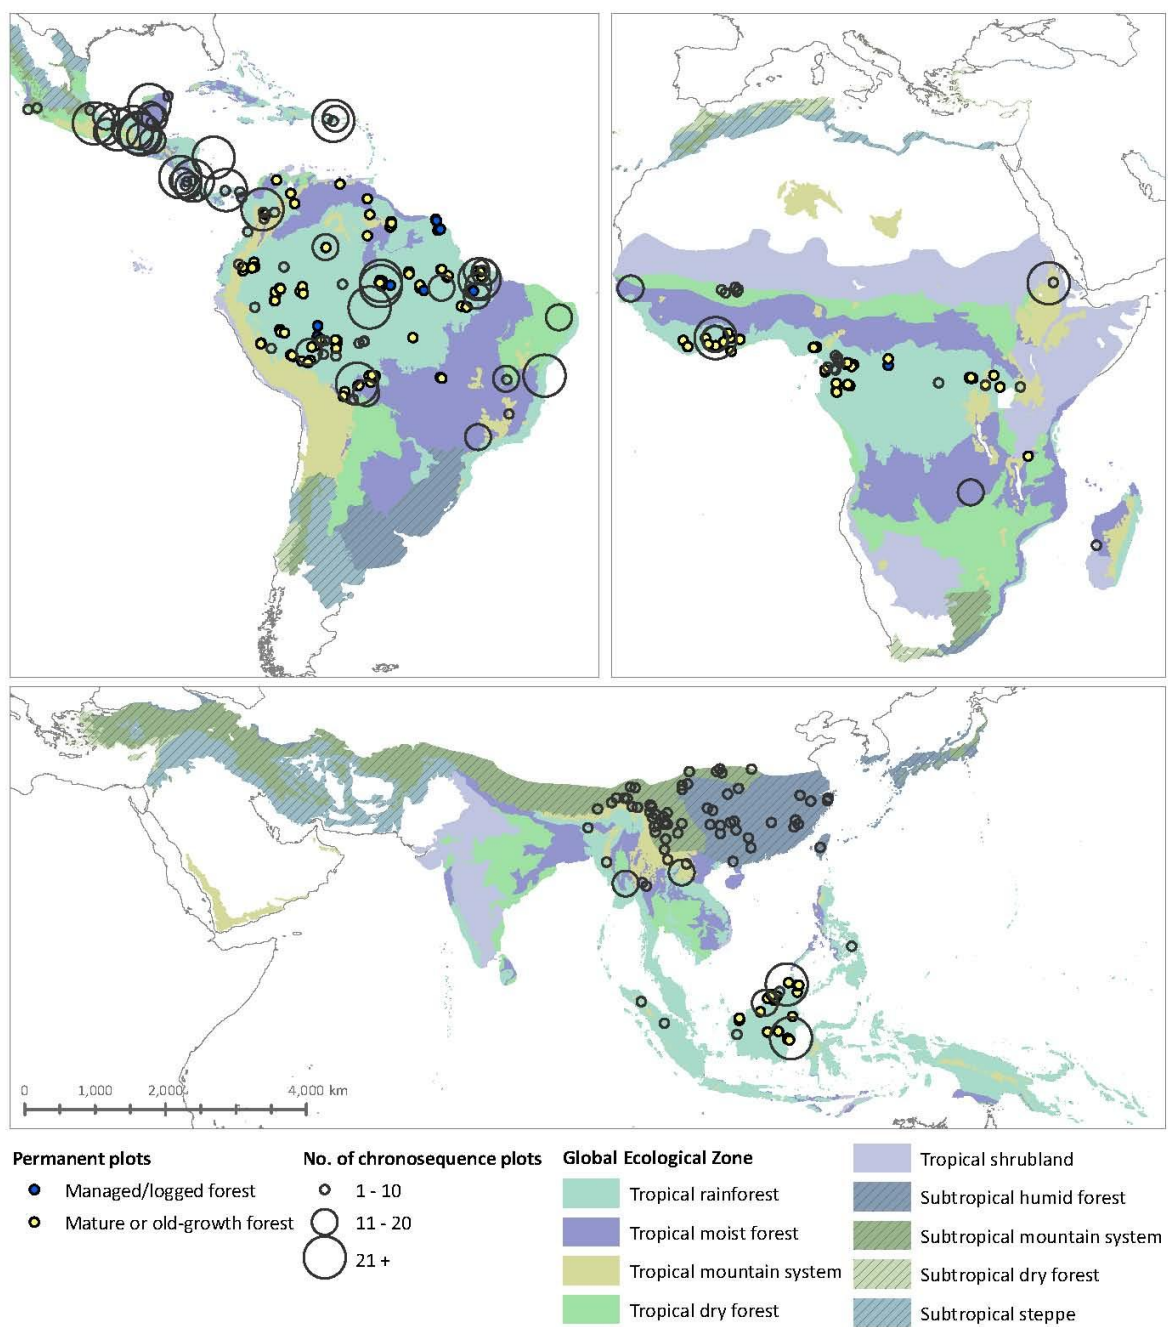 0 1,000 2,000 4,000 km
Permanent plots
Managed/logged forest
Mature or old-growth forest
No. of chronosequence plots
1 - 10
11 - 20
21 +
Global Ecological Zone
Tropical rainforest
Tropical moist forest
Tropical mountain system
Tropical dry forest
Tropical shrubland
Subtropical humid forest
Subtropical mountain system
Subtropical dry forest
Subtropical steppe